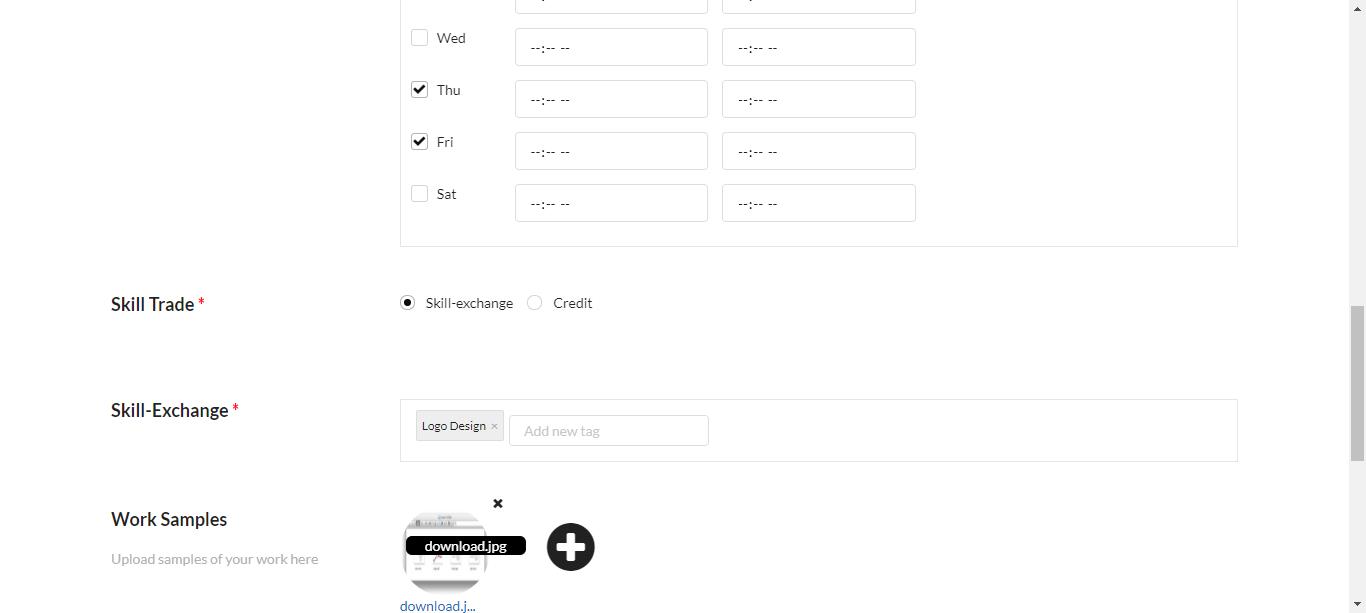 Wed --:-- -- --:-- --
Thu --:-- -- --:-- --
Fri --:-- -- --:-- --
Sat --:-- -- --:-- --
Skill Trade * Skill-exchange Credit
Skill-Exchange * Logo Design × Add new tag
Work Samples
download.jpg
Upload samples of your work here
download.j...